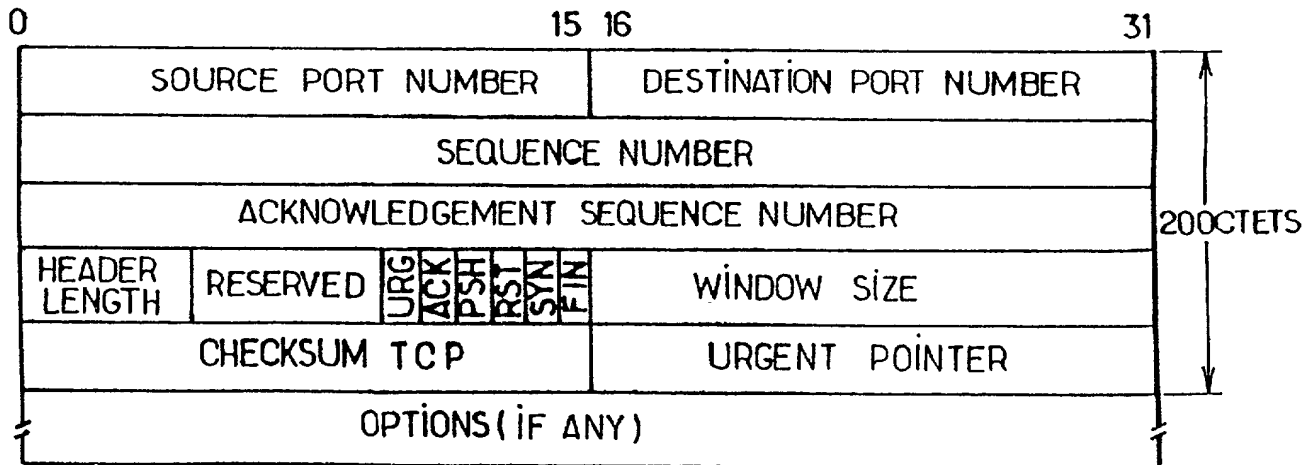 0 15 16 31
SOURCE PORT NUMBER DESTiNATiON PORT NUMBER
SEQUENCE NUMBER
ACKNOWLEDGEMENT SEQUENCE NUMBER
20OCTETS
HEADER LENGTH RESERVED URG ACK PSH RST SYN FIN WiNDOW SiZE
CHECKSUM TCP URGENT POiNTER
OPTiONS (iF ANY)